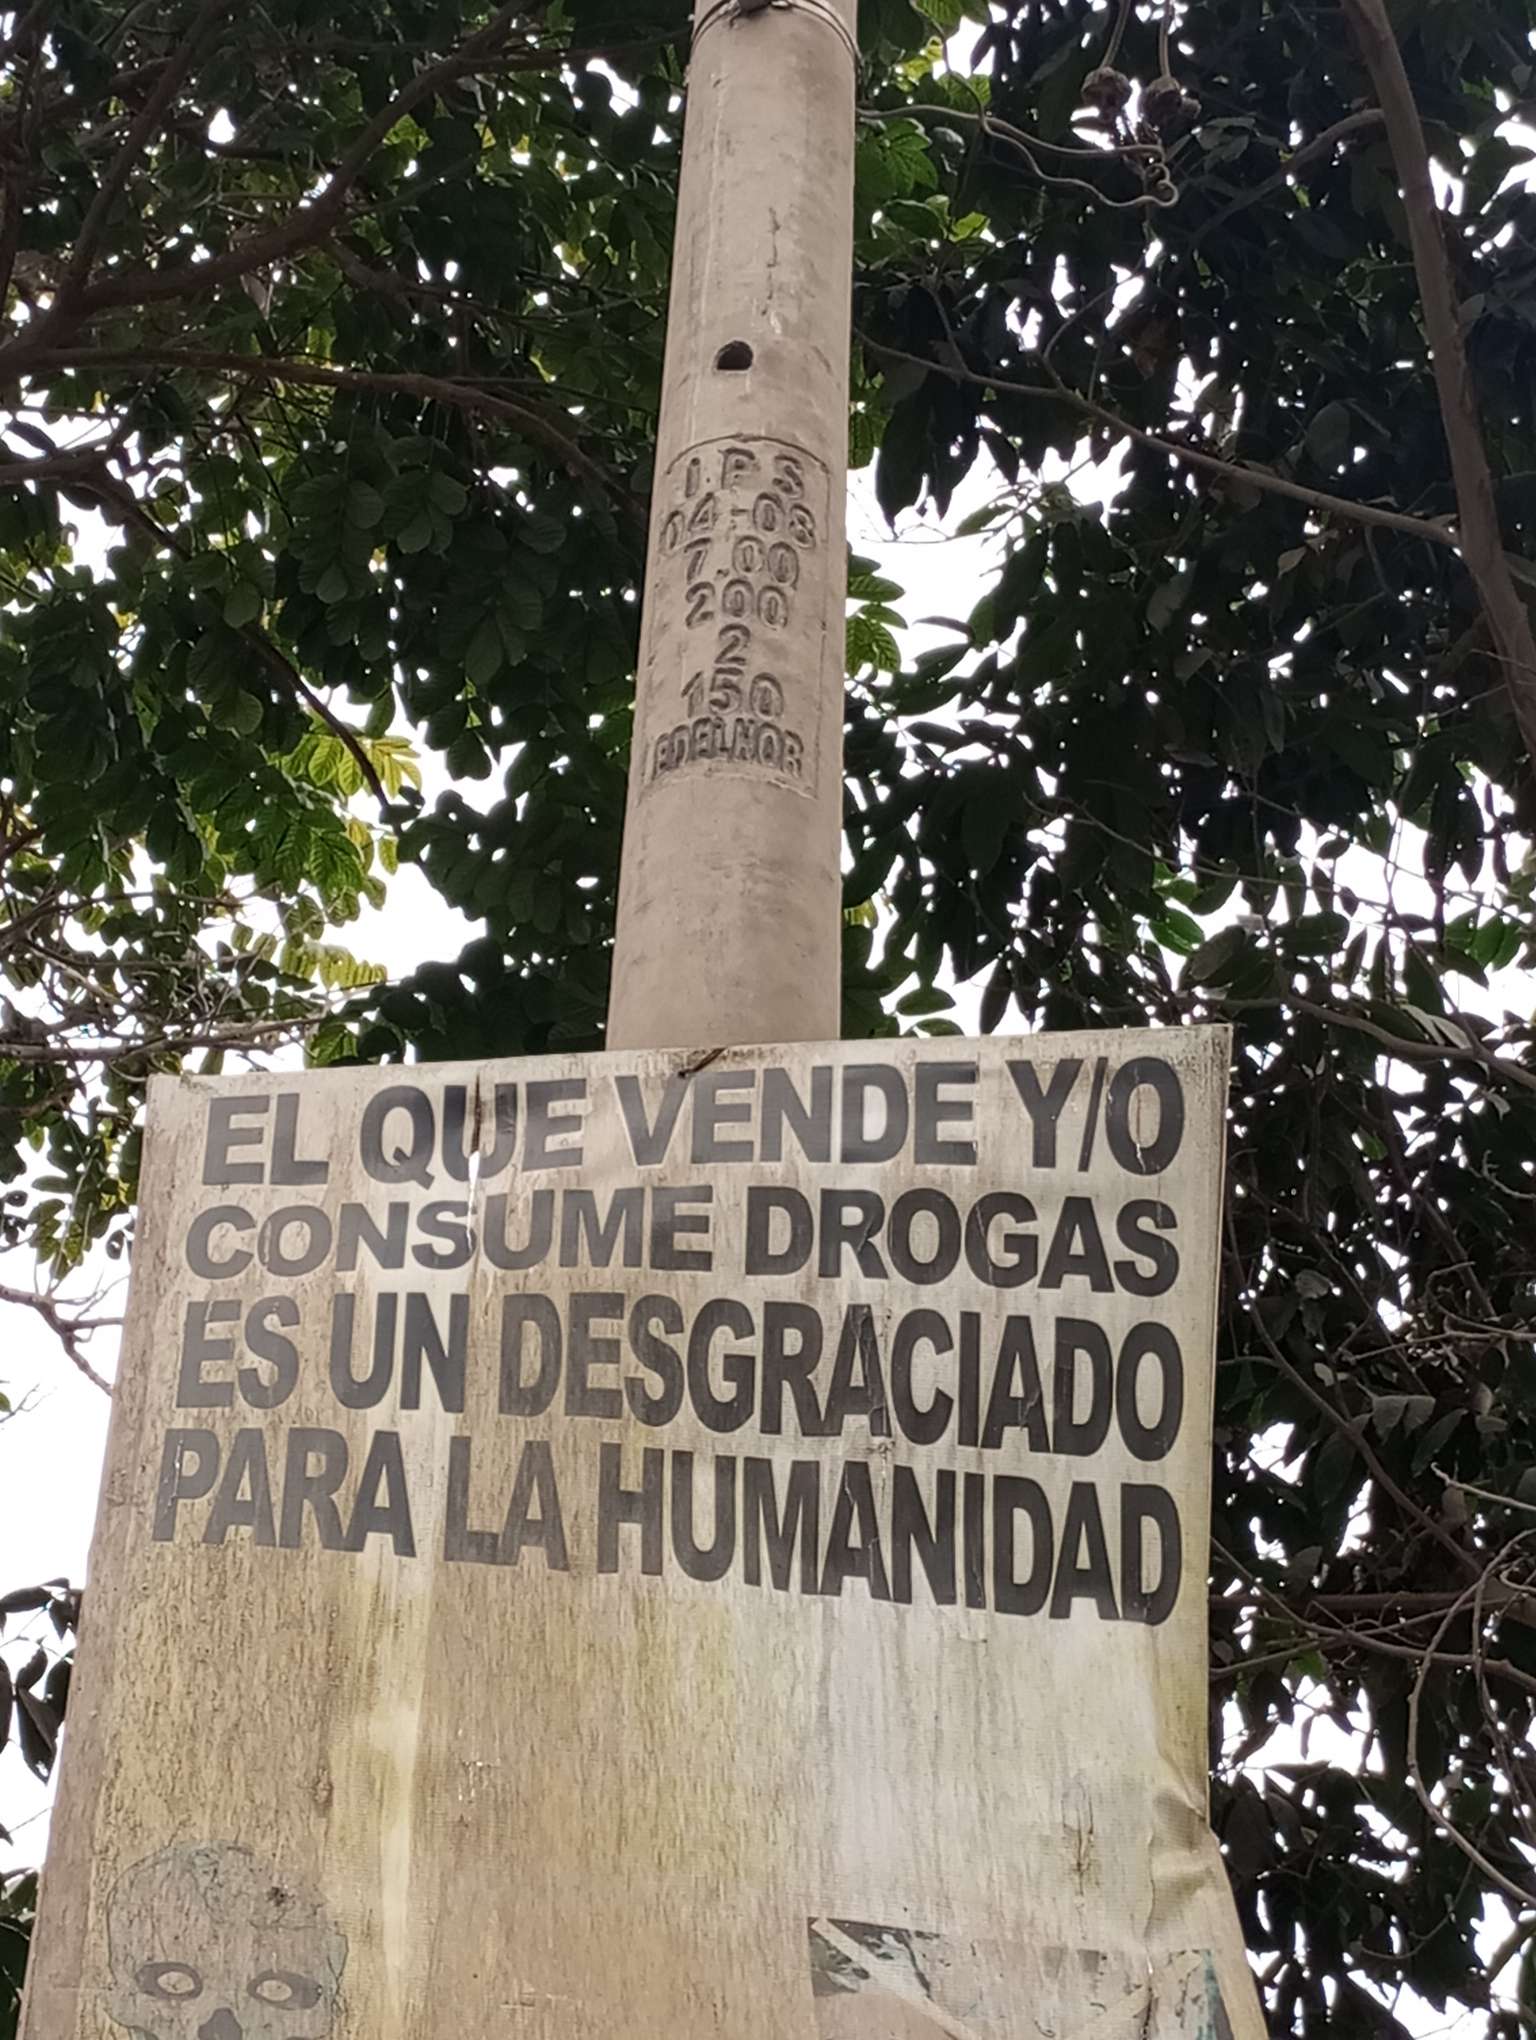 I.P.S
04-08
7.00
200
2
150
EDELNOR
EL QUE VENDE Y/O
CONSUME DROGAS
ES UN DESGRACIADO
PARA LA HUMANIDAD